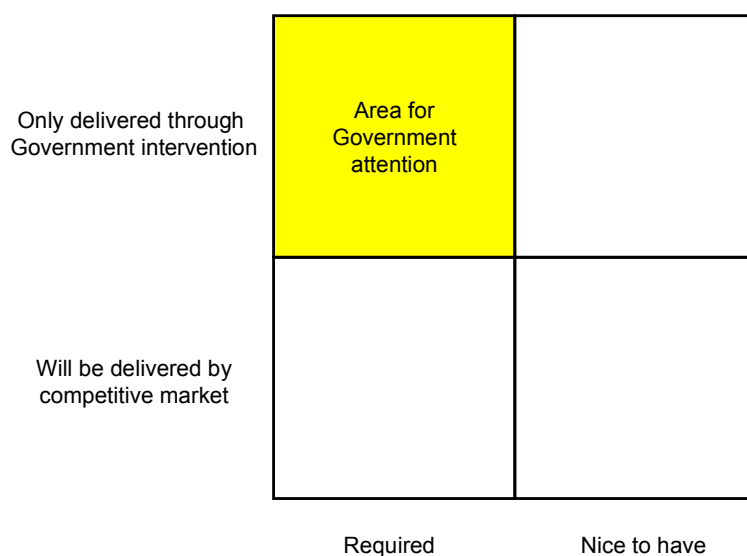 Only delivered through
Government intervention
Area for
Government
attention
Will be delivered by
competitive market
Required
Nice to have